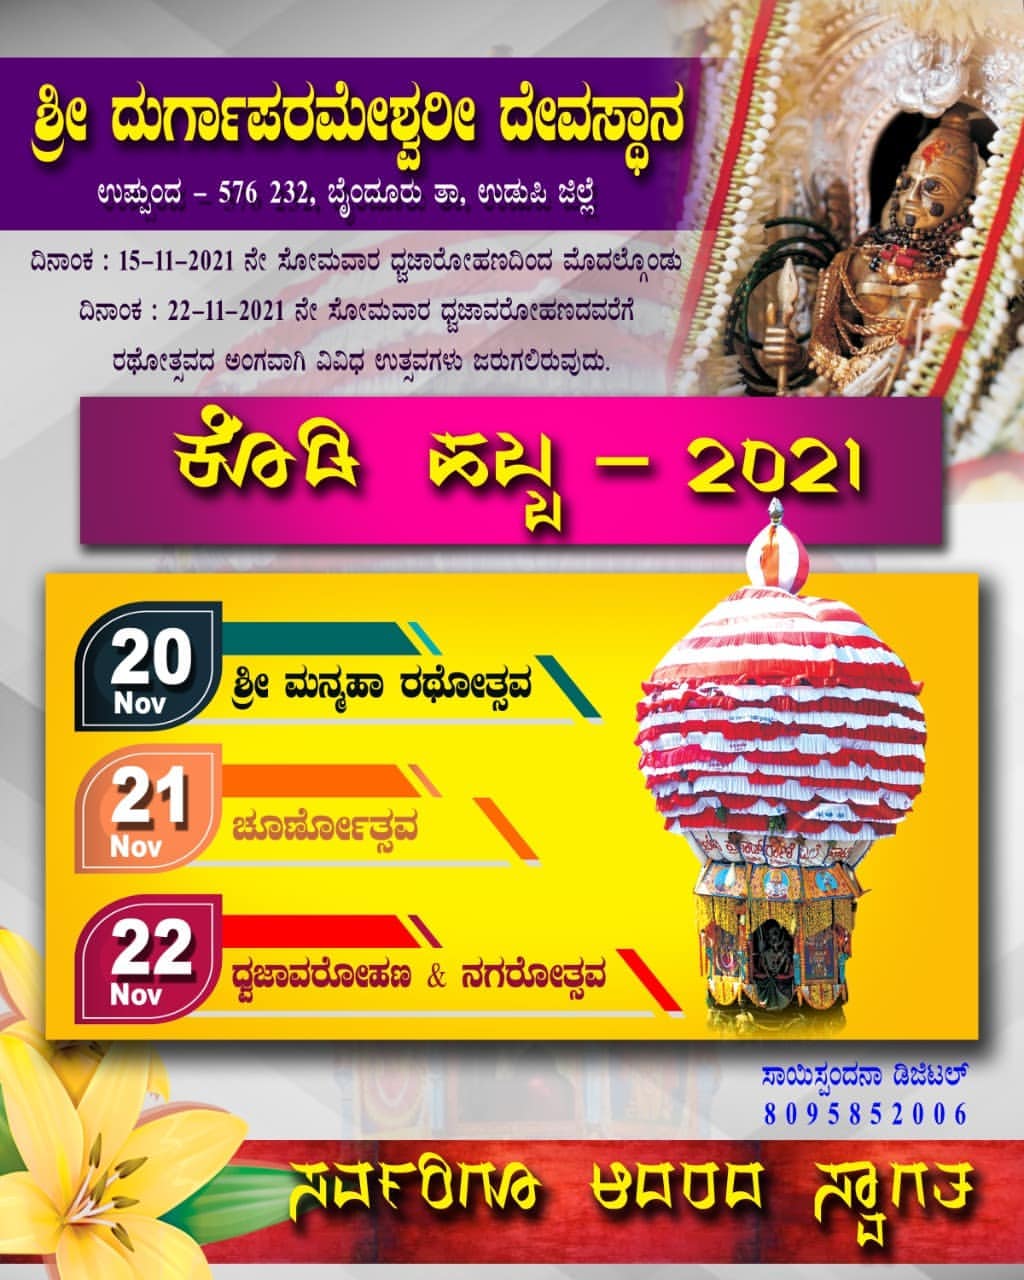 ಶ್ರೀ ದುರ್ಗಾಪರಮೇಶ್ವರೀ ದೇವಸ್ಥಾನ
ಉಪ್ಪುಂದ – 576 232, ಬೈಂದೂರು ತಾ, ಉಡುಪಿ ಜಿಲ್ಲೆ
ದಿನಾಂಕ : 15-11-2021 ನೇ ಸೋಮವಾರ ಧ್ವಜಾರೋಹಣದಿಂದ ಮೊದಲ್ಗೊಂಡು
ದಿನಾಂಕ : 22-11-2021 ನೇ ಸೋಮವಾರ ಧ್ವಜಾವರೋಹಣದವರೆಗೆ
ರಥೋತ್ಸವದ ಅಂಗವಾಗಿ ವಿವಿಧ ಉತ್ಸವಗಳು ಜರುಗಲಿರುವುದು.
ಕೊಡಿ ಹಬ್ಬ – 2021
20
Nov
ಶ್ರೀ ಮನ್ಮಹಾ ರಥೋತ್ಸವ
21
Nov
ಚೂರ್ಣೋತ್ಸವ
22
Nov
ಧ್ವಜಾವರೋಹಣ & ನಗರೋತ್ಸವ
ಸಾಯಿಸ್ಪಂದನಾ ಡಿಜಿಟಲ್
8095852006
ಸರ್ವರಿಗೂ ಆದರದ ಸ್ವಾಗತ